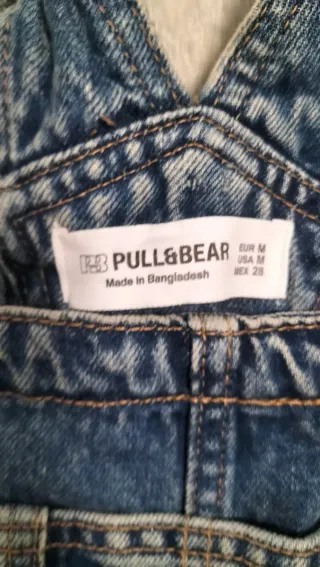 P&B PULL&BEAR
Made in Bangladesh
EUR M
USA M
MEX 28